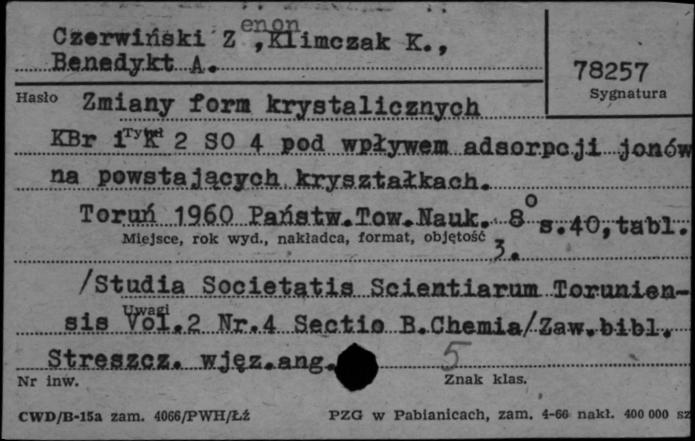 Czerwiński Zenon, Klimczak K.,
Benedykt A.
78257
Sygnatura
Hasło Zmiany form krystalicznych
Tytuł
KBr i K 2 SO 4 pod wpływem adsorpcji jonów
na powstających kryształkach.
Toruń 1960 Państw.Tow.Nauk. 8° s.40,tabl.
Miejsce, rok wyd., nakładca, format, objętość
3.
/Studia Societatis Scientiarum Torunien-
Uwagi
sis Vol.2 Nr.4 Sectio B.Chemia/Zaw.bibl.
Streszcz. wjęz.ang.
5
Nr inw.
Znak klas.
CWD/B-15a zam. 4066/PWH/Łź
PZG w Pabianicach, zam. 4-66 nakł. 400 000 sz